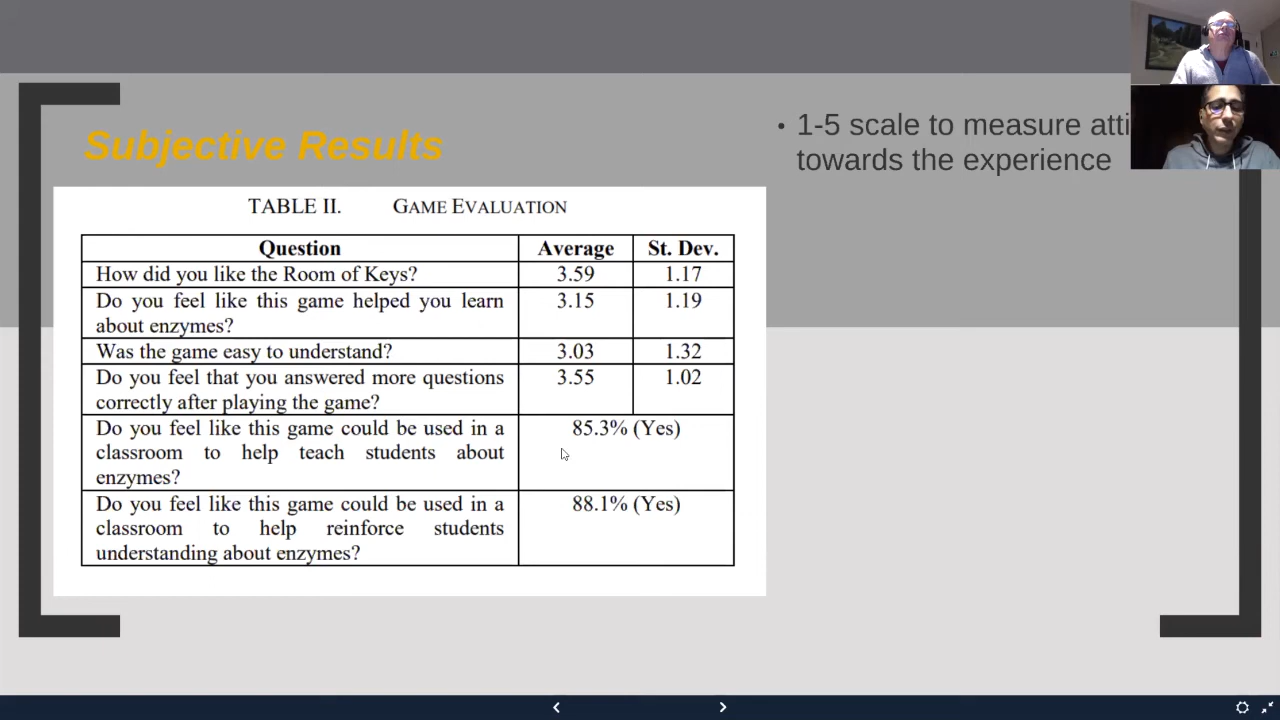 Subjective Results
TABLE II. GAME EVALUATION
Question Average St. Dev.
How did you like the Room of Keys? 3.59 1.17
Do you feel like this game helped you learn 3.15 1.19
about enzymes?
Was the game easy to understand? 3.03 1.32
Do you feel that you answered more questions 3.55 1.02
correctly after playing the game?
Do you feel like this game could be used in a 85.3% (Yes)
classroom to help teach students about
enzymes?
Do you feel like this game could be used in a 88.1% (Yes)
classroom to help reinforce students
understanding about enzymes?
• 1-5 scale to measure
towards the experience